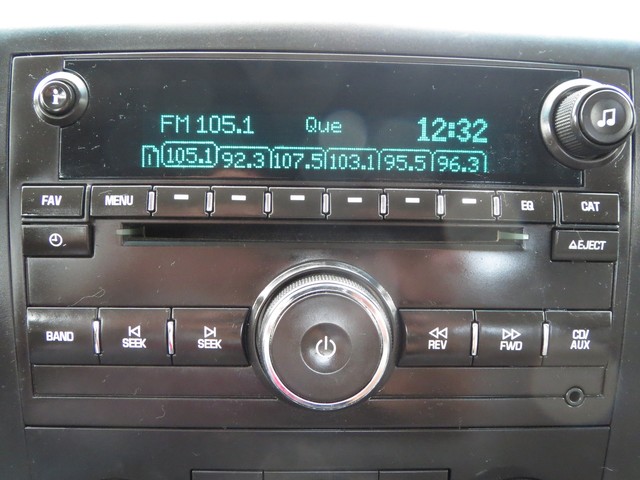 FM 105.1 Que 12:32
1 105.1 92.3 107.5 103.1 95.5 96.3
FAV MENU EQ CAT
EJECT
BAND SEEK SEEK REV FWD CD/
AUX